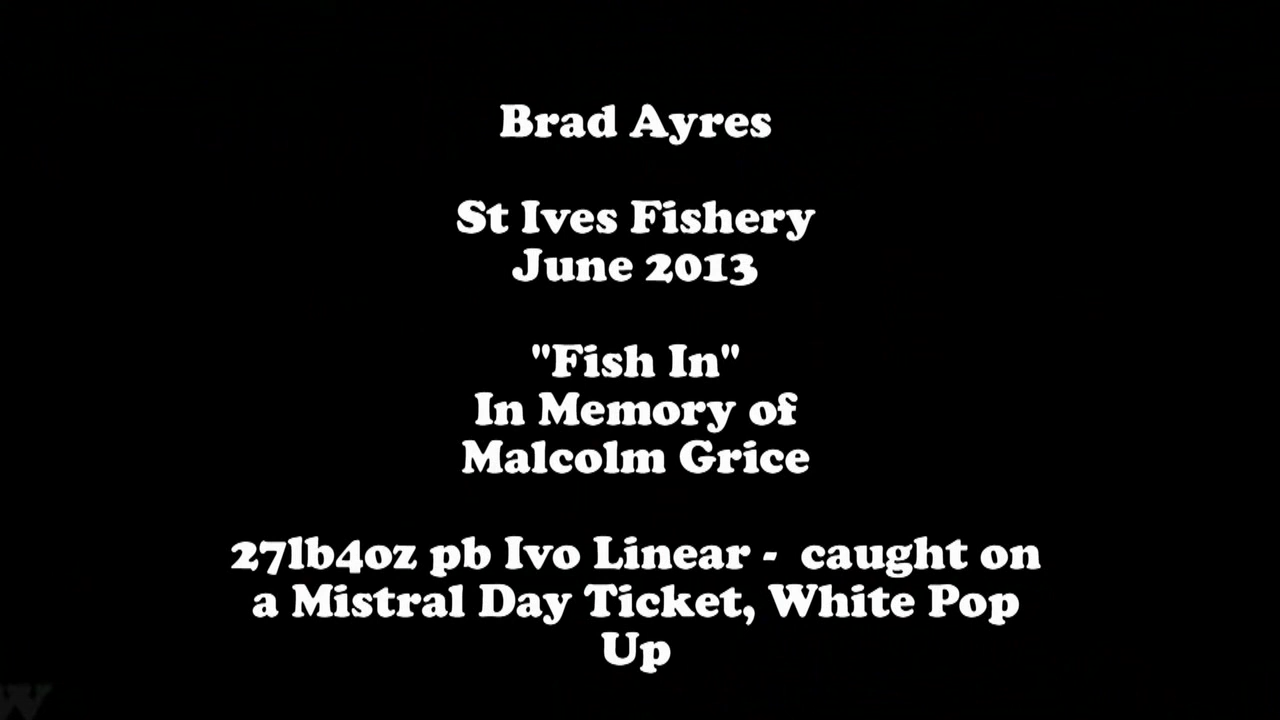 Brad Ayres
St Ives Fishery
June 2013
"Fish In"
In Memory of
Malcolm Grice
27lb4oz pb Ivo Linear -  caught on
a Mistral Day Ticket, White Pop
Up